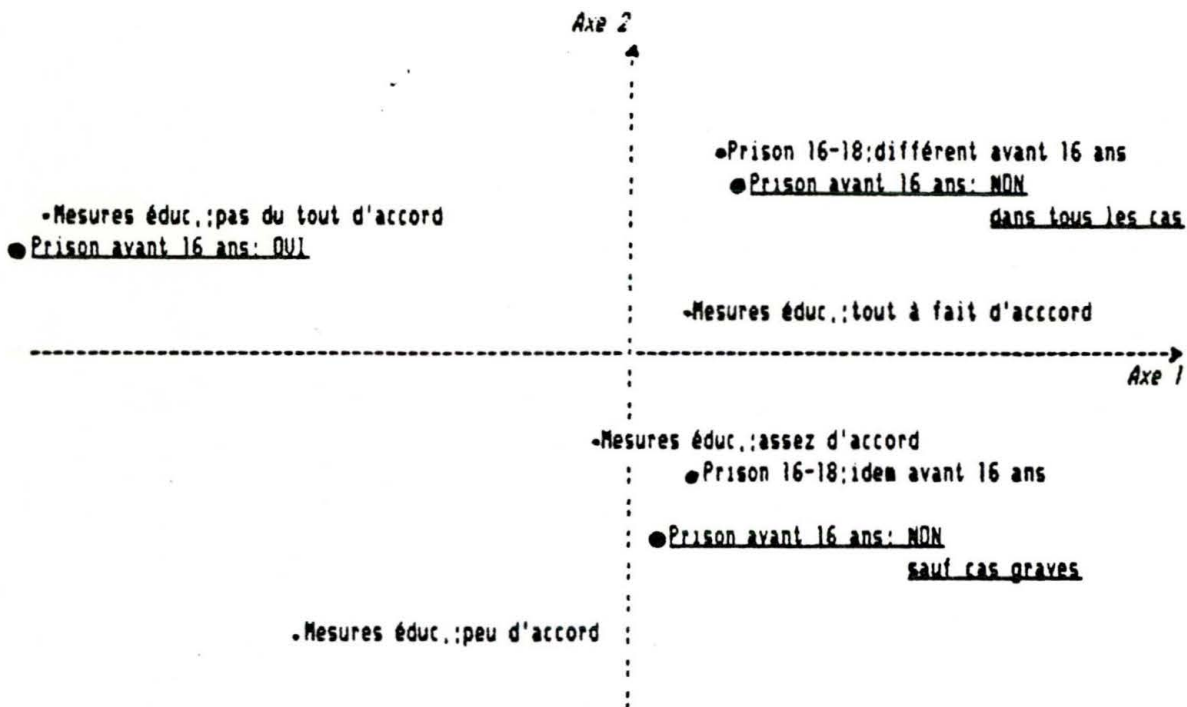 Axe 2
•Prison 16-18;différent avant 16 ans
●Prison avant 16 ans: NON
dans tous les cas
•Mesures éduc.;pas du tout d'accord
●Prison avant 16 ans: OUI
•Mesures éduc.;tout à fait d'acccord
Axe 1
•Mesures éduc.;assez d'accord
●Prison 16-18;idem avant 16 ans
●Prison avant 16 ans: NON
sauf cas graves
•Mesures éduc.;peu d'accord